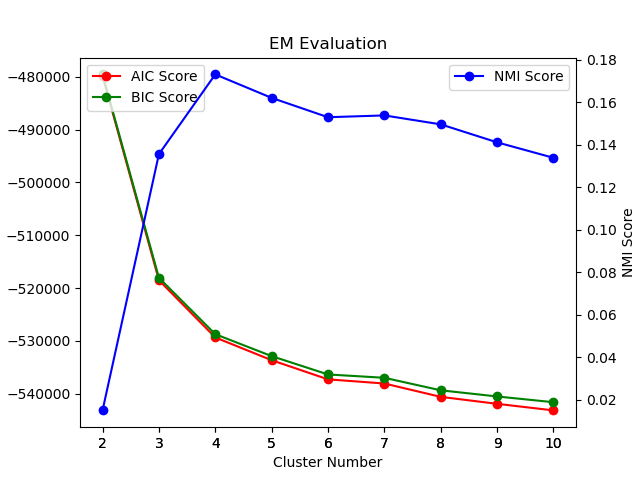 EM Evaluation
AIC Score
BIC Score
NMI Score
−480000
−490000
−500000
−510000
−520000
−530000
−540000
0.18
0.16
0.14
0.12
0.10
0.08
0.06
0.04
0.02
NMI Score
2 3 4 5 6 7 8 9 10
Cluster Number